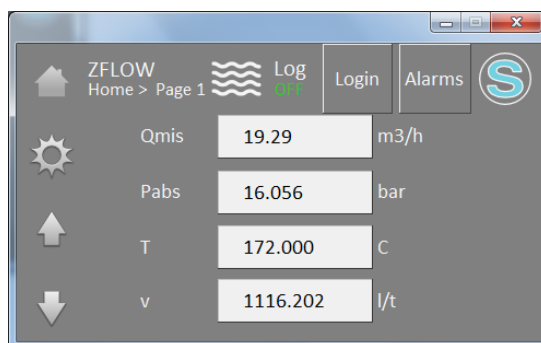 ZFLOW
Home > Page 1
Log
OFF
Login
Alarms
S
Qmis 19.29 m3/h
Pabs 16.056 bar
T 172.000 C
v 1116.202 l/t